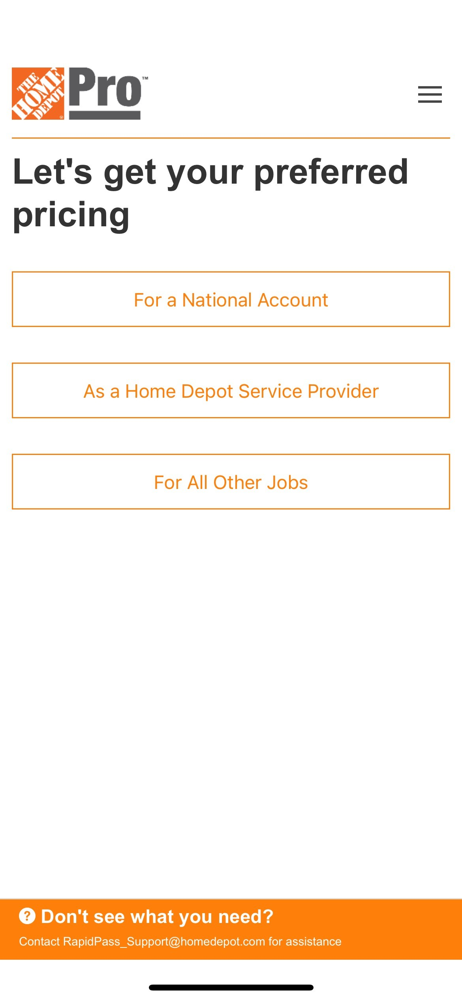 THE
HOME
DEPOT
®
Pro™
Let's get your preferred
pricing
For a National Account
As a Home Depot Service Provider
For All Other Jobs
? Don't see what you need?
Contact RapidPass_Support@homedepot.com for assistance